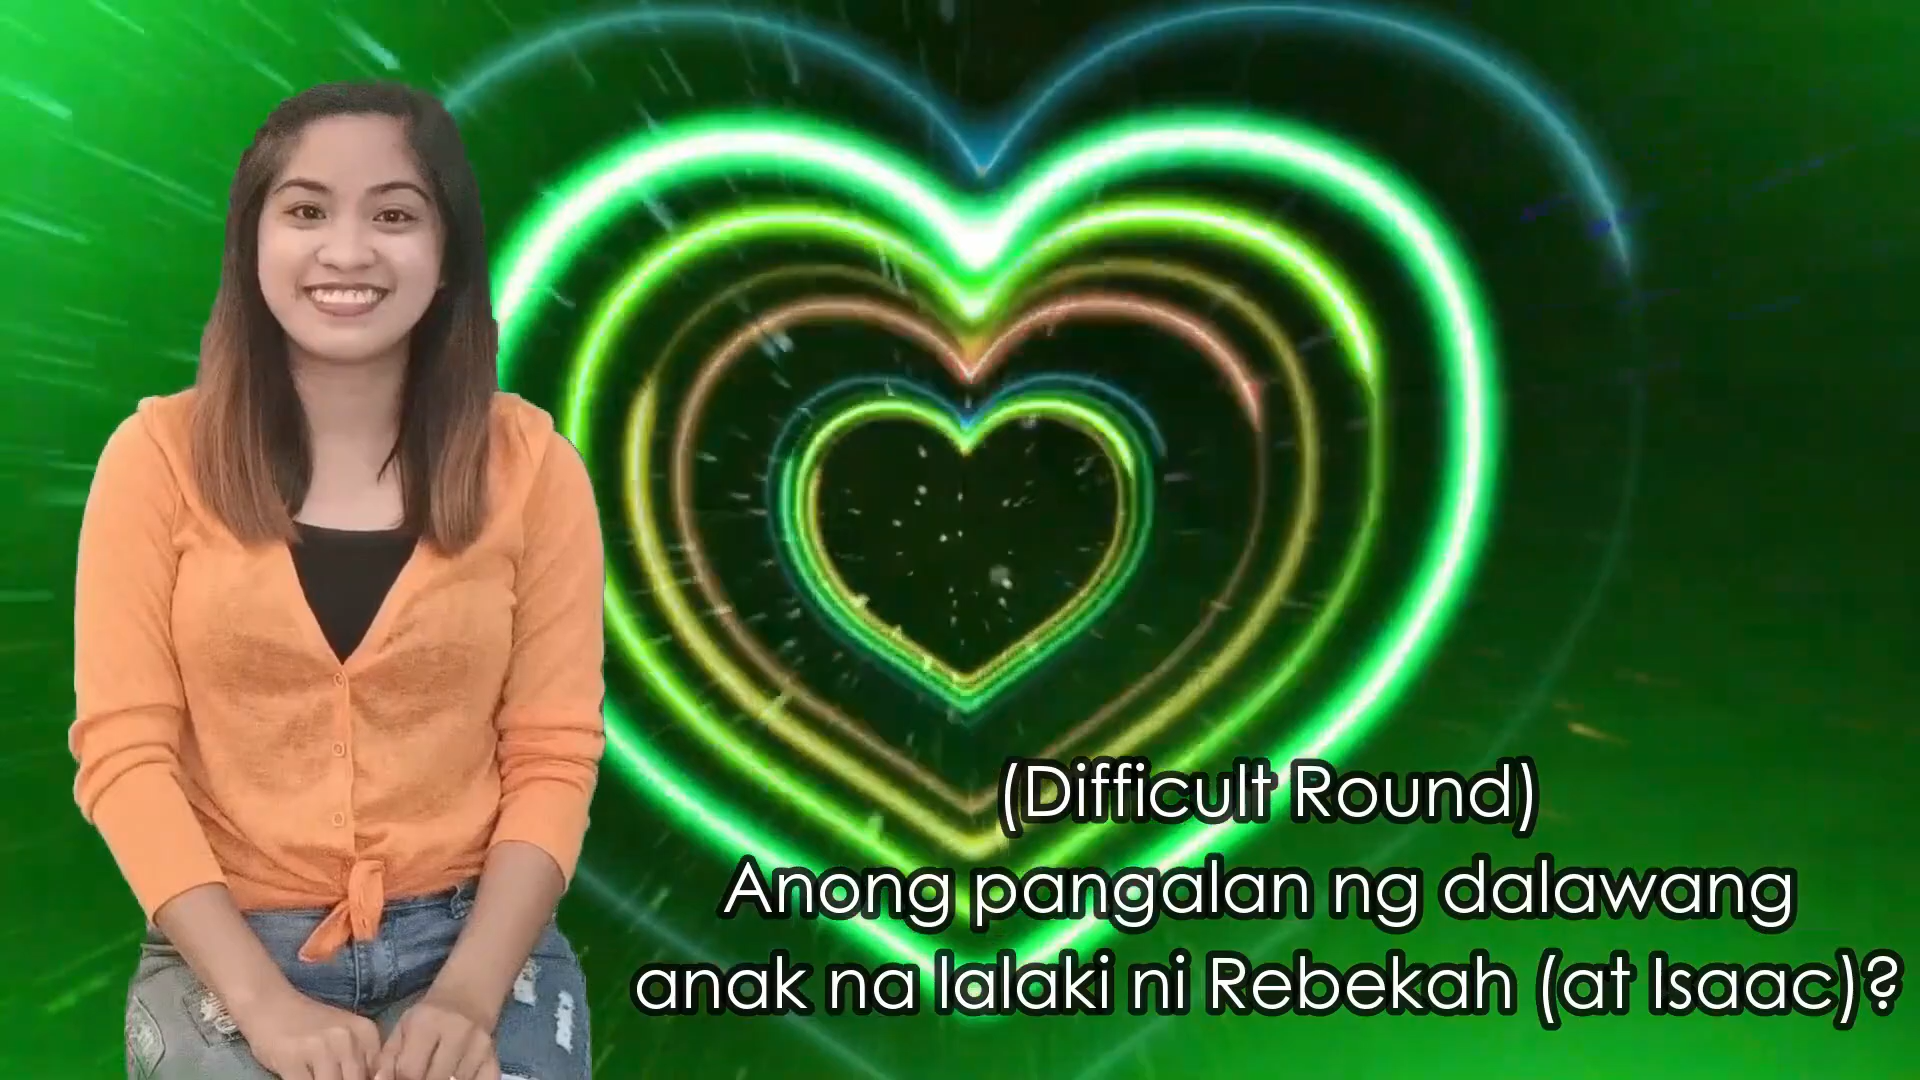 (Difficult Round)
Anong pangalan ng dalawang
anak na lalaki ni Rebekah (at Isaac)?